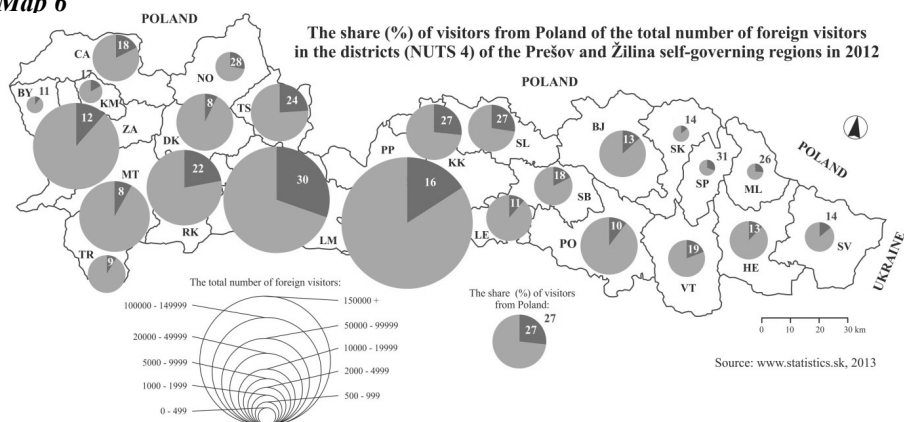 Map 6
POLAND
The share (%) of visitors from Poland of the total number of foreign visitors
in the districts (NUTS 4) of the Prešov and Žilina self-governing regions in 2012
POLAND
CA
18
NO
28
BY
11
17
KM
12
ZA
DK
8
TS
24
MT
8
22
RK
30
LM
TR
9
PP
16
27
KK
27
SL
BJ
13
14
SK
31
SP
26
ML
POLAND
18
SB
11
LE
PO
10
19
VT
13
HE
14
SV
UKRAINE
The total number of foreign visitors:
150000 +
100000 - 149999
50000 - 99999
20000 - 49999
10000 - 19999
5000 - 9999
2000 - 4999
1000 - 1999
500 - 999
0 - 499
The share (%) of visitors
from Poland:
27
27
0 10 20 30 km
Source: www.statistics.sk, 2013